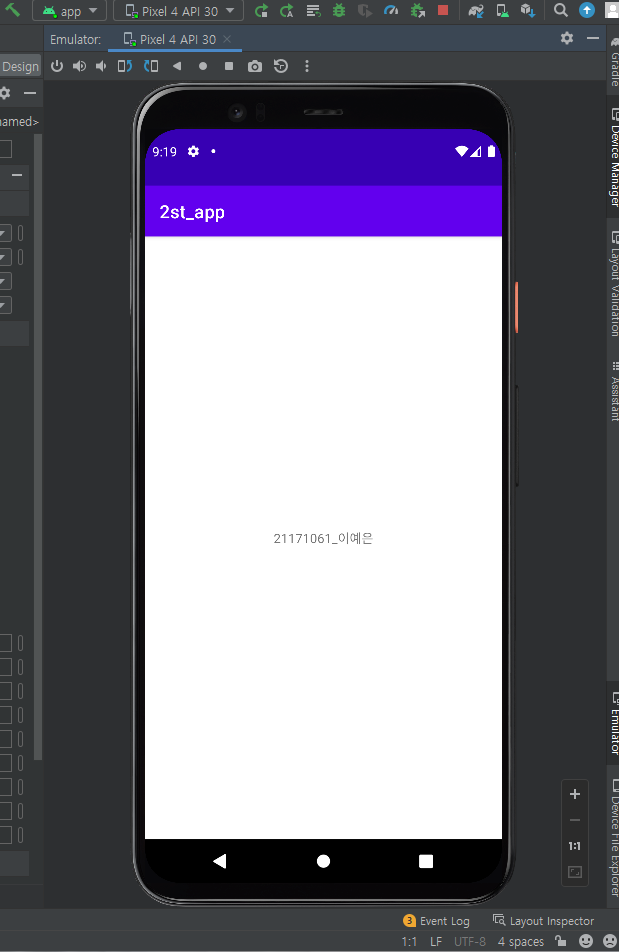 app
Pixel 4 API 30
Emulator:
Pixel 4 API 30
Design
named>
9:19
2st_app
21171061_이예은
1:1
Gradle
Device Manager
Layout Validation
Assistant
Emulator
Device File Explorer
3 Event Log
Layout Inspector
1:1 LF UTF-8 4 spaces